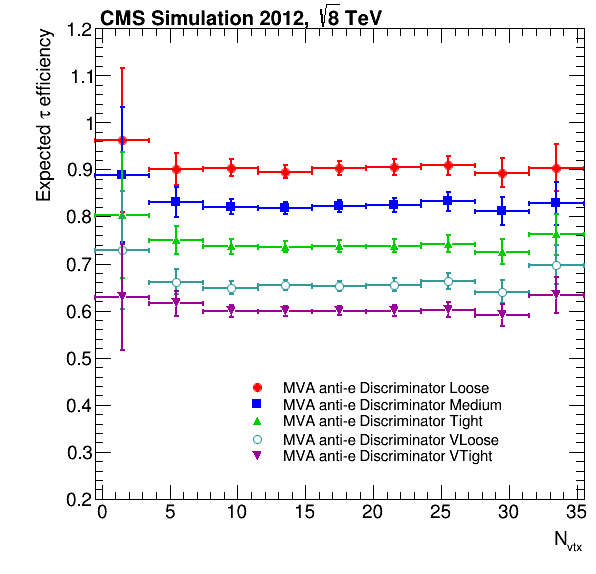 CMS Simulation 2012, √8 TeV
Expected τ efficiency
1.2
1.1
1
0.9
0.8
0.7
0.6
0.5
0.4
0.3
0.2
MVA anti-e Discriminator Loose
MVA anti-e Discriminator Medium
MVA anti-e Discriminator Tight
MVA anti-e Discriminator VLoose
MVA anti-e Discriminator VTight
0 5 10 15 20 25 30 35
Nvtx